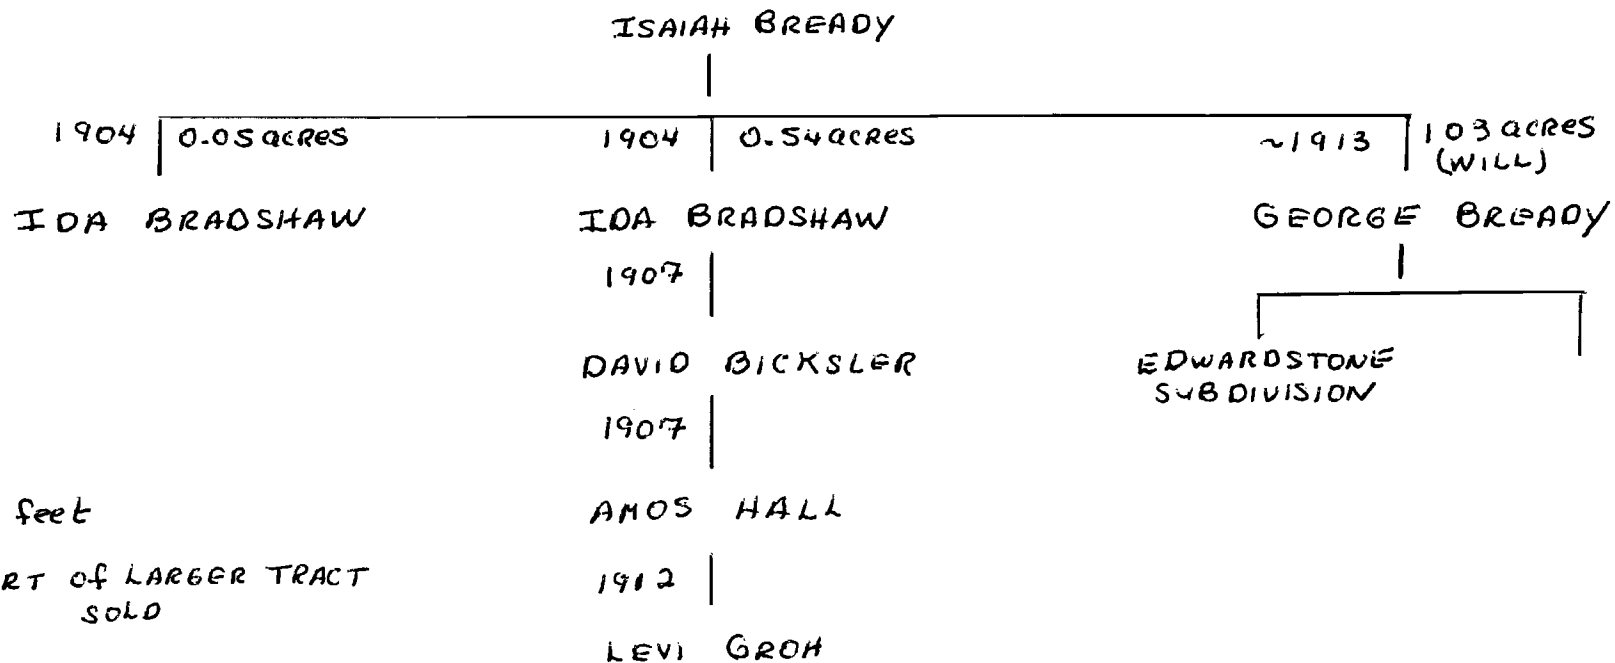 ISAIAH BREADY
1904 0.05 acres 1904 0.54 acres ~1913 103 acres
(WILL)
IDA BRADSHAW IDA BRADSHAW GEORGE BREADY
1907
DAVID BICKSLER EDWARDSTONE
SUBDIVISION
1907
feet AMOS HALL
RT of LARGER TRACT 1912
SOLD
LEVI GROH